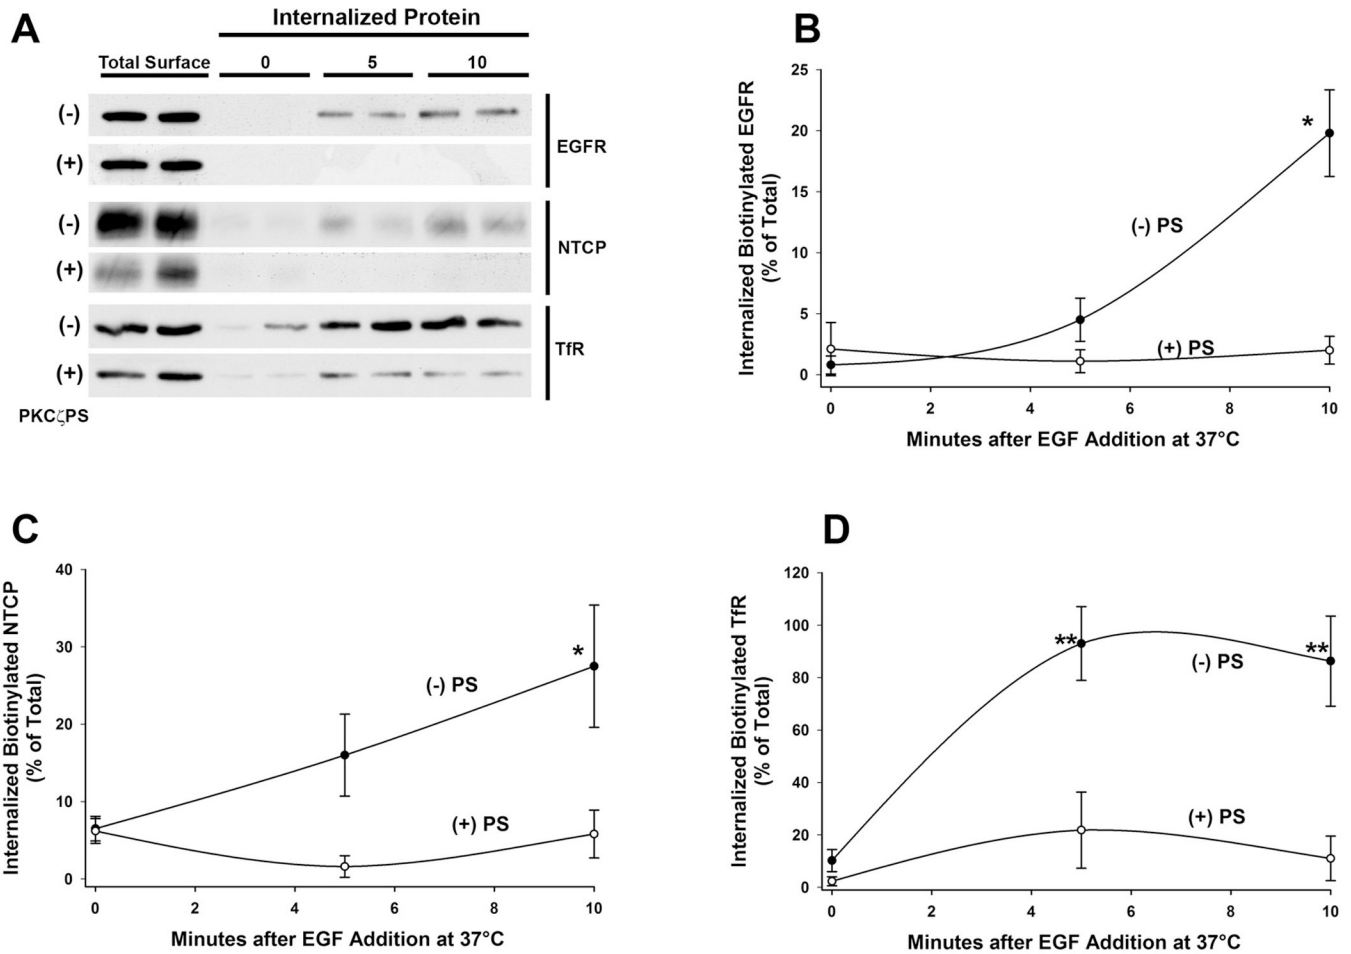 A
Internalized Protein
Total Surface
0
5
10
(-)
(+)
EGFR
(-)
(+)
NTCP
(-)
(+)
TfR
PKCζPS
B
Internalized Biotinylated EGFR
(% of Total)
25
20
15
10
5
0
*
(-) PS
(+) PS
0 2 4 6 8 10
Minutes after EGF Addition at 37°C
C
Internalized Biotinylated NTCP
(% of Total)
40
30
20
10
0
*
(-) PS
(+) PS
0 2 4 6 8 10
Minutes after EGF Addition at 37°C
D
Internalized Biotinylated TfR
(% of Total)
120
100
80
60
40
20
0
**
**
(-) PS
(+) PS
0 2 4 6 8 10
Minutes after EGF Addition at 37°C